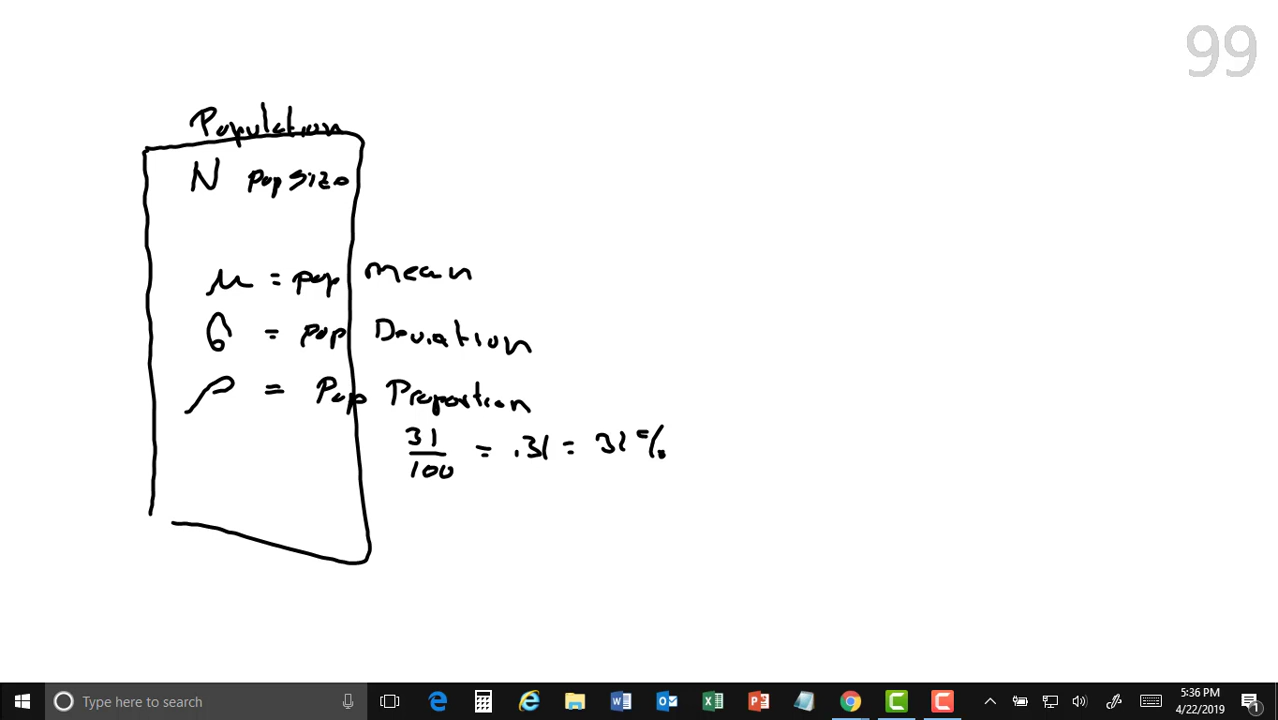 99
Population
N pop size
μ = pop mean
σ = pop Deviation
ρ = Pop Proportion
31/100 = .31 = 31%
Type here to search
5:36 PM
4/22/2019
1